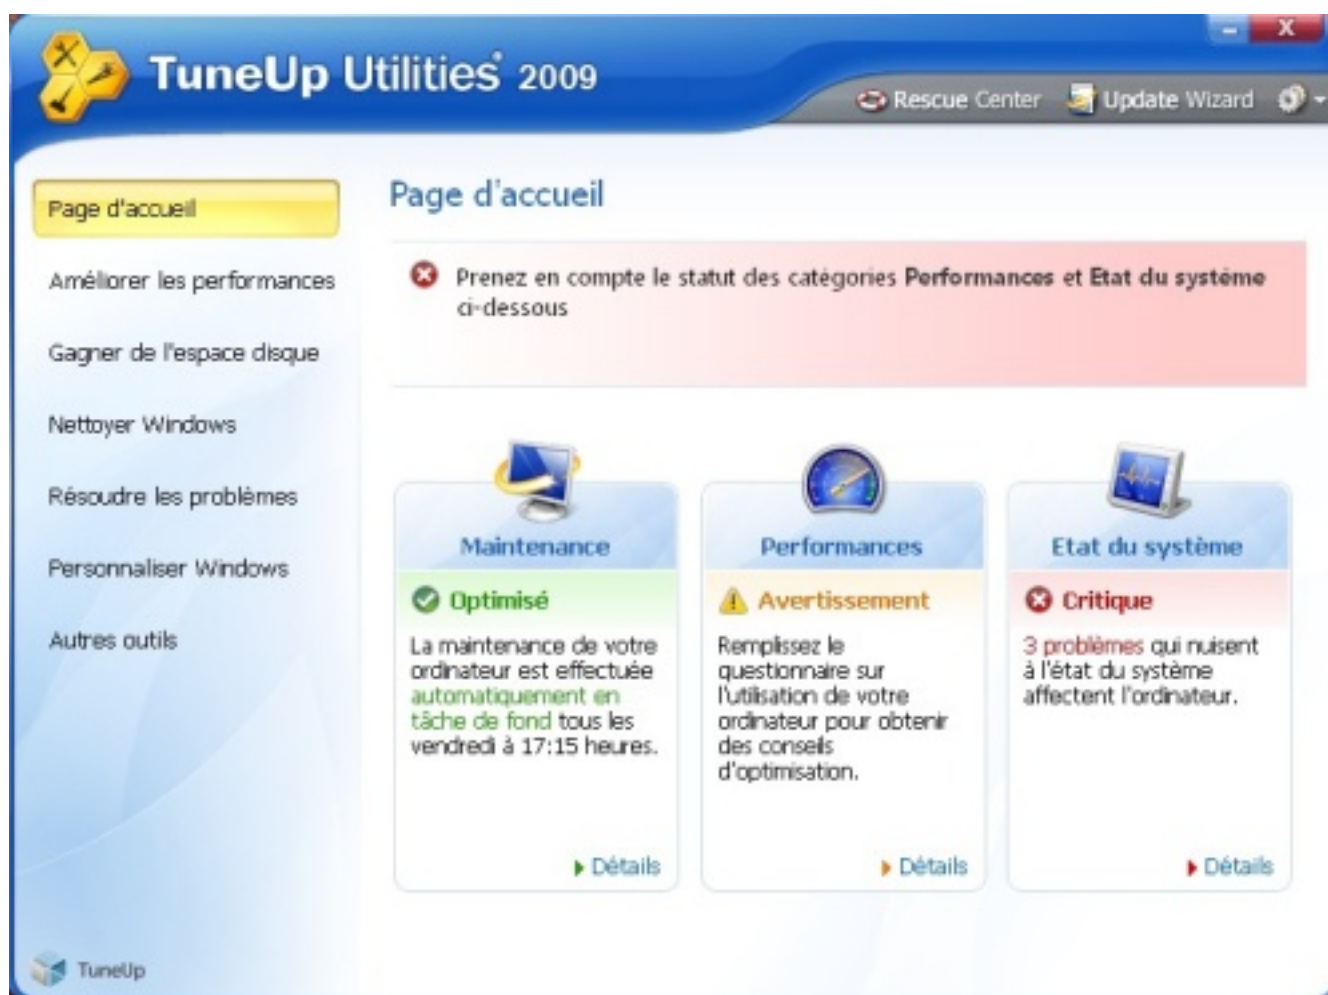 TuneUp Utilities® 2009
Rescue Center
Update Wizard
Page d'accueil
Améliorer les performances
Gagner de l'espace disque
Nettoyer Windows
Résoudre les problèmes
Personnaliser Windows
Autres outils
TuneUp
Page d'accueil
Prenez en compte le statut des catégories Performances et Etat du système
ci-dessous
Maintenance
Optimisé
La maintenance de votre
ordinateur est effectuée
automatiquement en
tâche de fond tous les
vendredi à 17:15 heures.
Détails
Performances
Avertissement
Remplissez le
questionnaire sur
l'utilisation de votre
ordinateur pour obtenir
des conseils
d'optimisation.
Détails
Etat du système
Critique
3 problèmes qui nuisent
à l'état du système
affectent l'ordinateur.
Détails